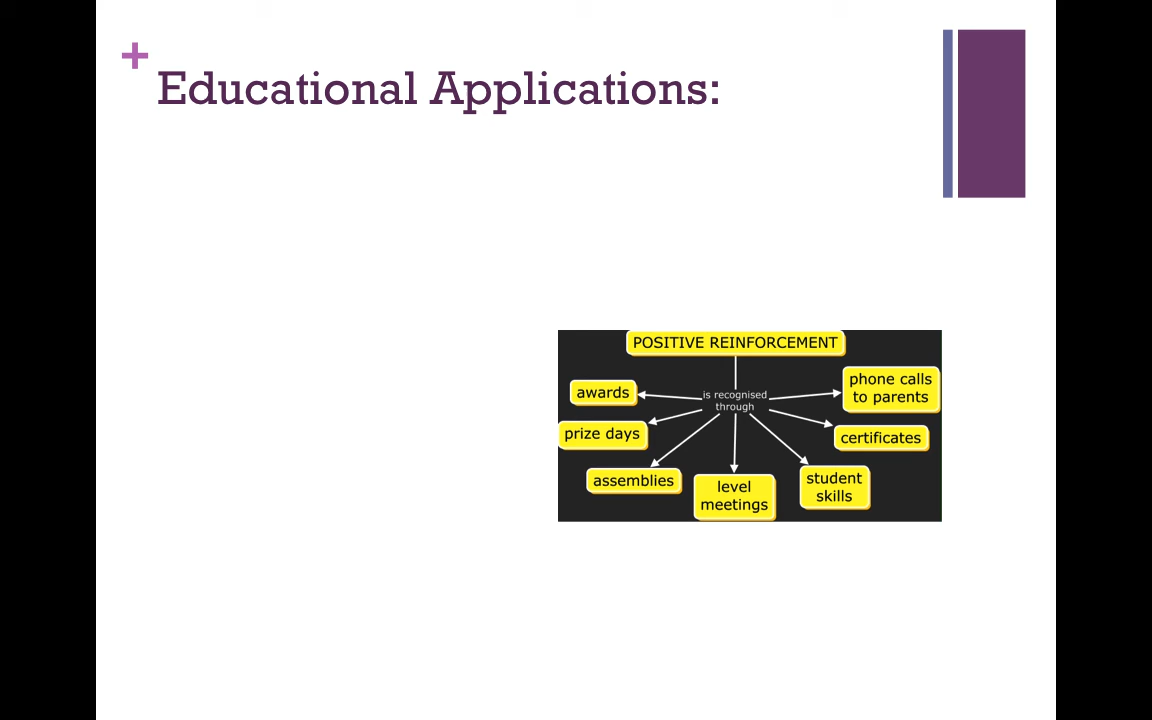 +
Educational Applications:
POSITIVE REINFORCEMENT
is recognised
through
awards
prize days
assemblies
level
meetings
student
skills
certificates
phone calls
to parents